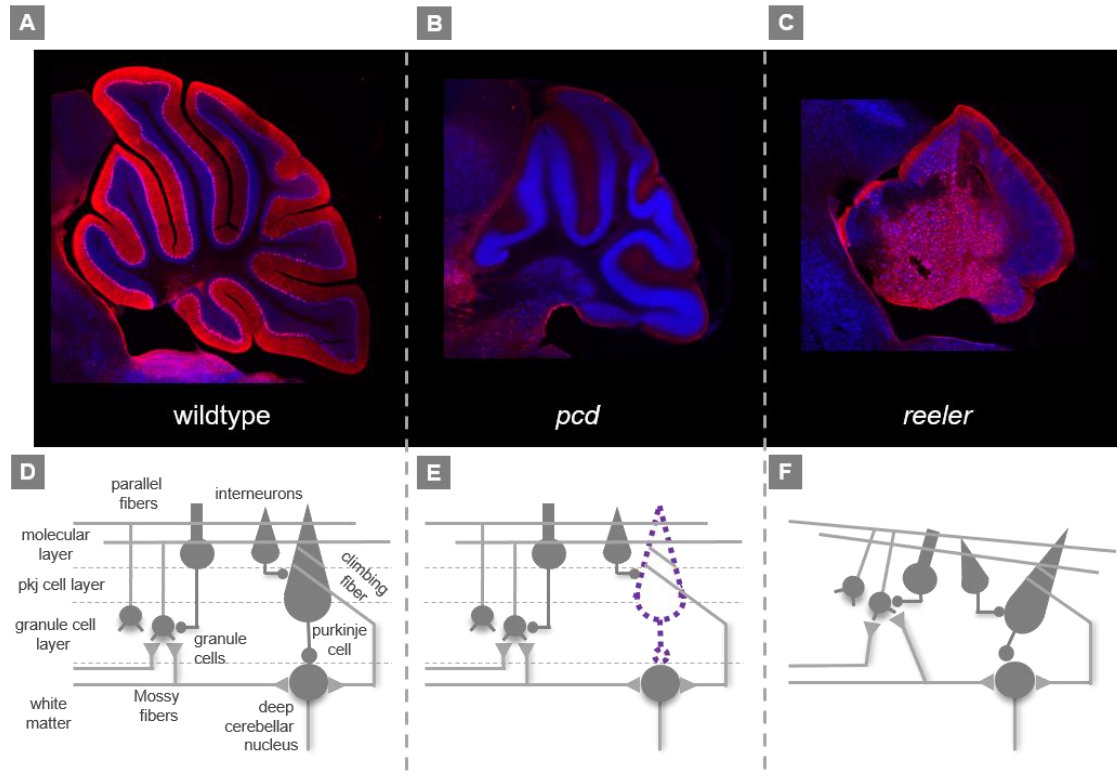 A
B
C
wildtype
pcd
reeler
D
E
F
parallel
fibers
interneurons
molecular
layer
pkj cell layer
climbing
fiber
granule cell
layer
granule
cells
purkinje
cell
Mossy
fibers
white
matter
deep
cerebellar
nucleus